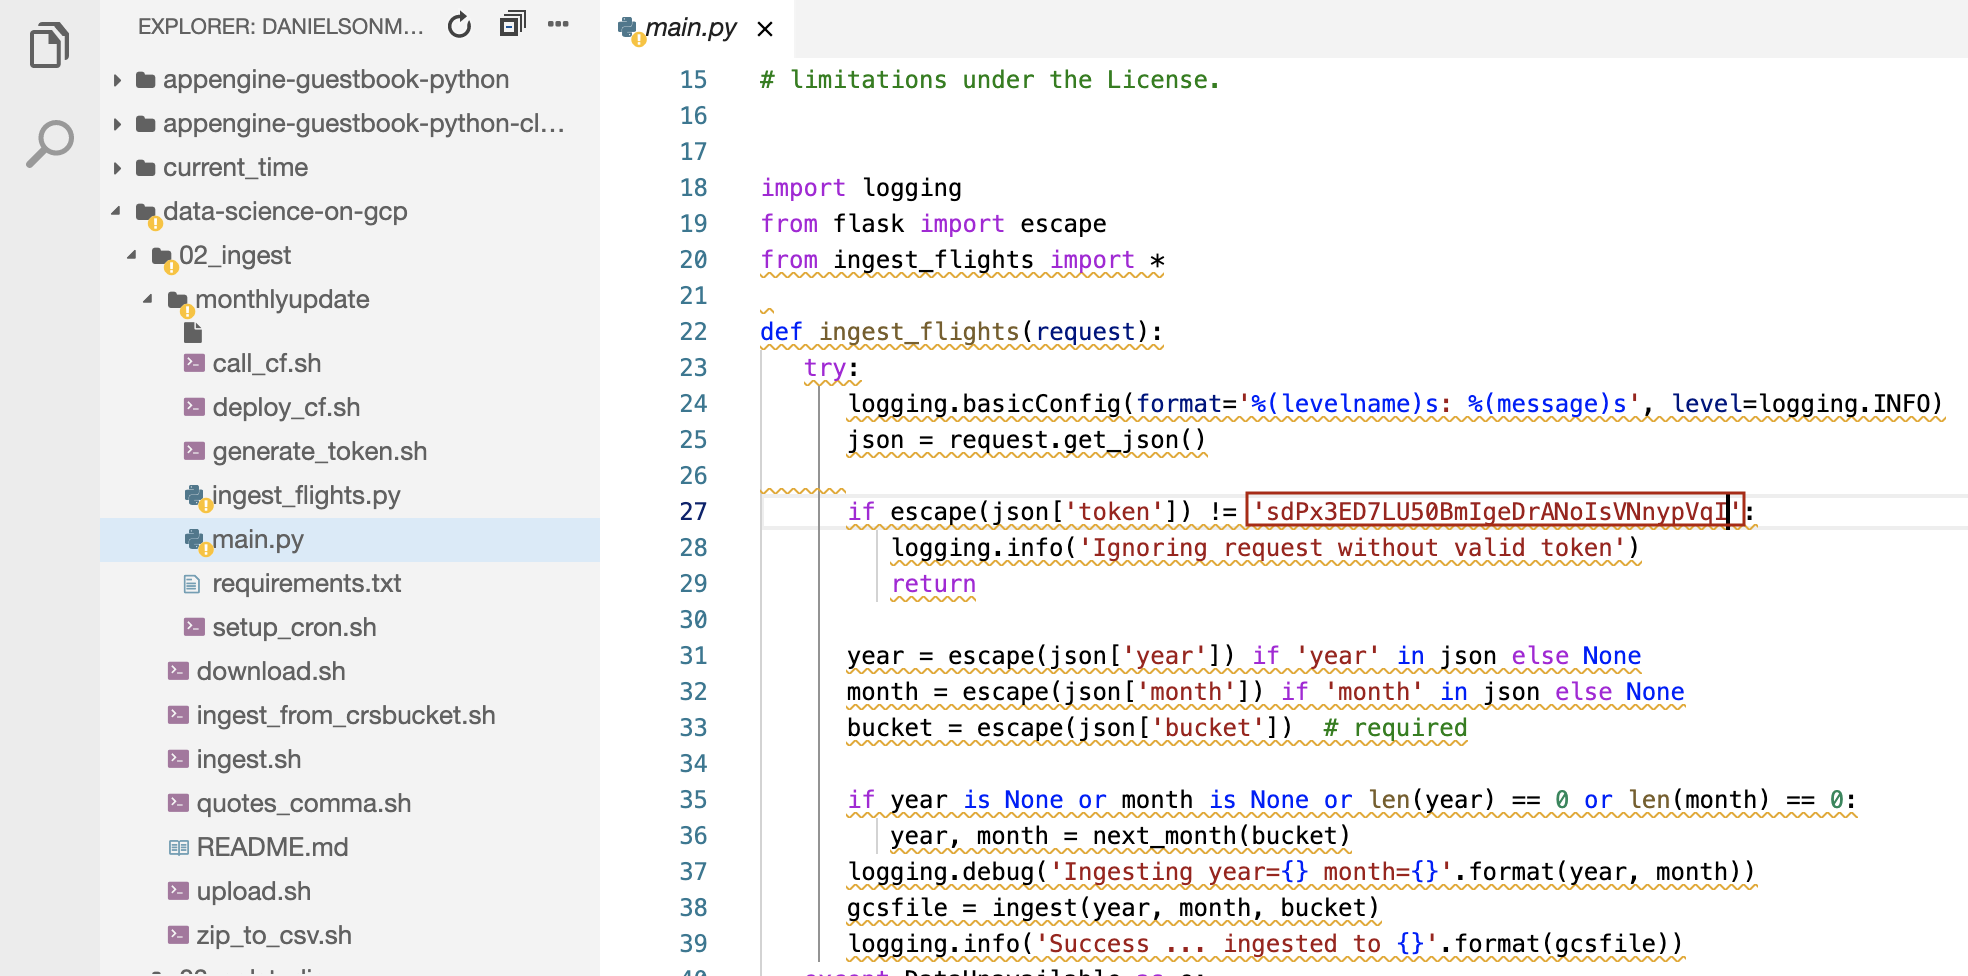 EXPLORER: DANIELSONM...
appengine-guestbook-python
appengine-guestbook-python-cl...
current_time
data-science-on-gcp
02_ingest
monthlyupdate
call_cf.sh
deploy_cf.sh
generate_token.sh
ingest_flights.py
main.py
requirements.txt
setup_cron.sh
download.sh
ingest_from_crsbucket.sh
ingest.sh
quotes_comma.sh
README.md
upload.sh
zip_to_csv.sh
main.py
15 # limitations under the License.
16
17
18 import logging
19 from flask import escape
20 from ingest_flights import *
21
22 def ingest_flights(request):
23 try:
24 logging.basicConfig(format='%(levelname)s: %(message)s', level=logging.INFO)
25 json = request.get_json()
26
27 if escape(json['token']) != 'sdPx3ED7LU50BmIgeDrANoIsVNnypVqI':
28 logging.info('Ignoring request without valid token')
29 return
30
31 year = escape(json['year']) if 'year' in json else None
32 month = escape(json['month']) if 'month' in json else None
33 bucket = escape(json['bucket']) # required
34
35 if year is None or month is None or len(year) == 0 or len(month) == 0:
36 year, month = next_month(bucket)
37 logging.debug('Ingesting year={} month={}'.format(year, month))
38 gcsfile = ingest(year, month, bucket)
39 logging.info('Success ... ingested to {}'.format(gcsfile))
40 except DataUnavailable as e: